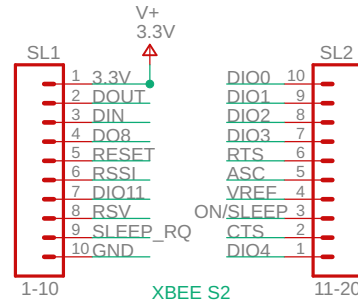 V+
3.3V
SL1
SL2
1 3.3V
2 DOUT
3 DIN
4 DO8
5 RESET
6 RSSI
7 DIO11
8 RSV
9 SLEEP_RQ
10 GND
DIO0 10
DIO1 9
DIO2 8
DIO3 7
RTS 6
ASC 5
VREF 4
ON/SLEEP 3
CTS 2
DIO4 1
1-10
XBEE S2
11-20